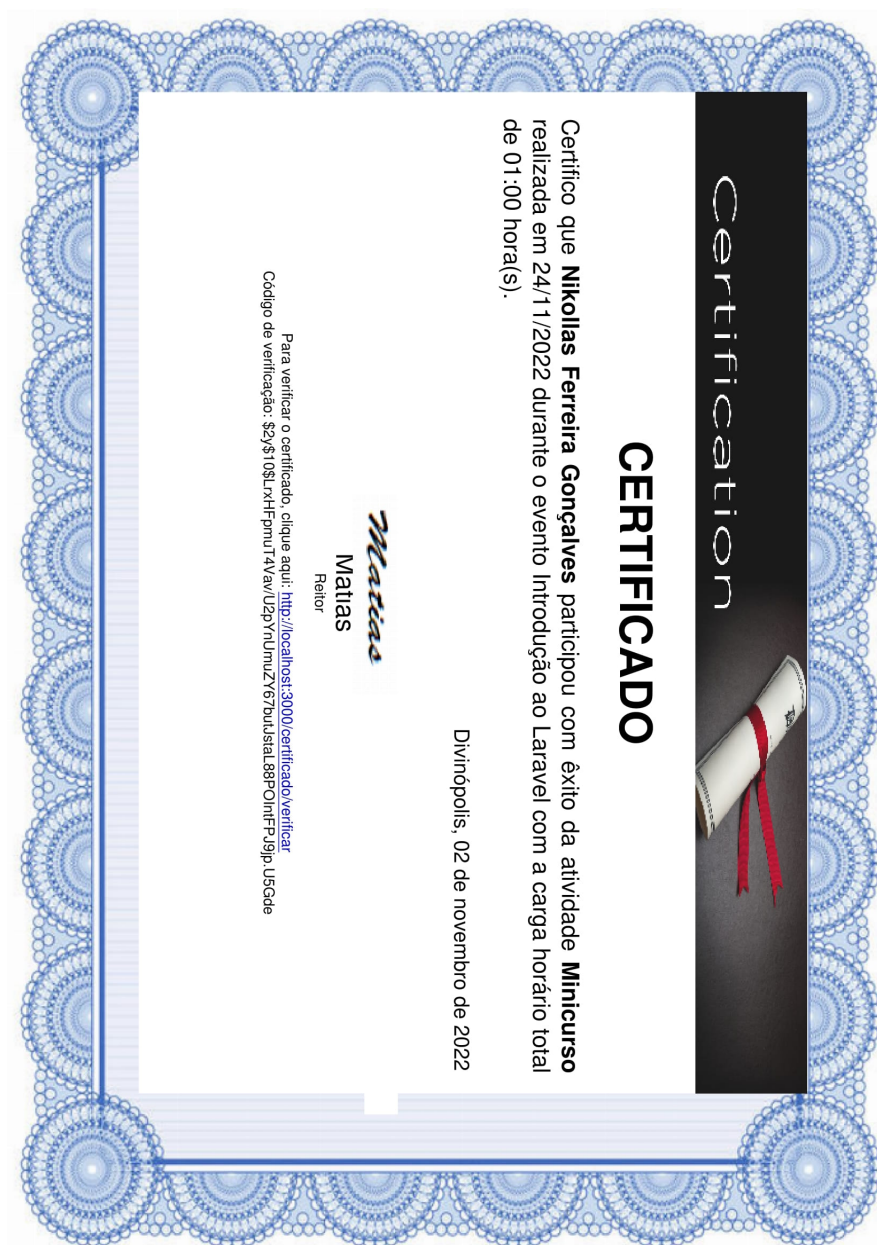 Certification
CERTIFICADO
Certifico que Nikollas Ferreira Gonçalves participou com êxito da atividade Minicurso
realizada em 24/11/2022 durante o evento Introdução ao Laravel com a carga horário total
de 01:00 hora(s).
Divinópolis, 02 de novembro de 2022
Matias
Matias
Reitor
Para verificar o certificado, clique aqui: http://localhost:3000/certificado/verificar
Código de verificação: $2y$10$LrxHFpmuT4Vav/U2pYnUmuZY67butJstaL88POIntFPJ9jp.U5Gde